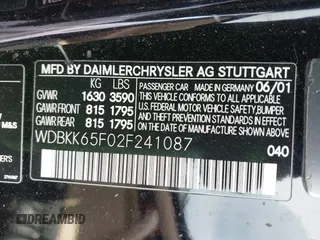 MFD BY DAIMLERCHRYSLER AG STUTTGART
KG LBS
GVWR 1630 3590
GAWR FRONT 815 1795
GAWR REAR 815 1795
PASSENGER CAR MADE IN GERMANY 06/01
THIS VEHICLE CONFORMS TO ALL APPLICABLE
U.S. FEDERAL MOTOR VEHICLE SAFETY, BUMPER
AND THEFT PREVENTION STANDARDS IN EFFECT
ON THE DATE OF MANUFACTURE SHOWN ABOVE.
WDBKK65F02F241087
040
M&S
DREAMBID